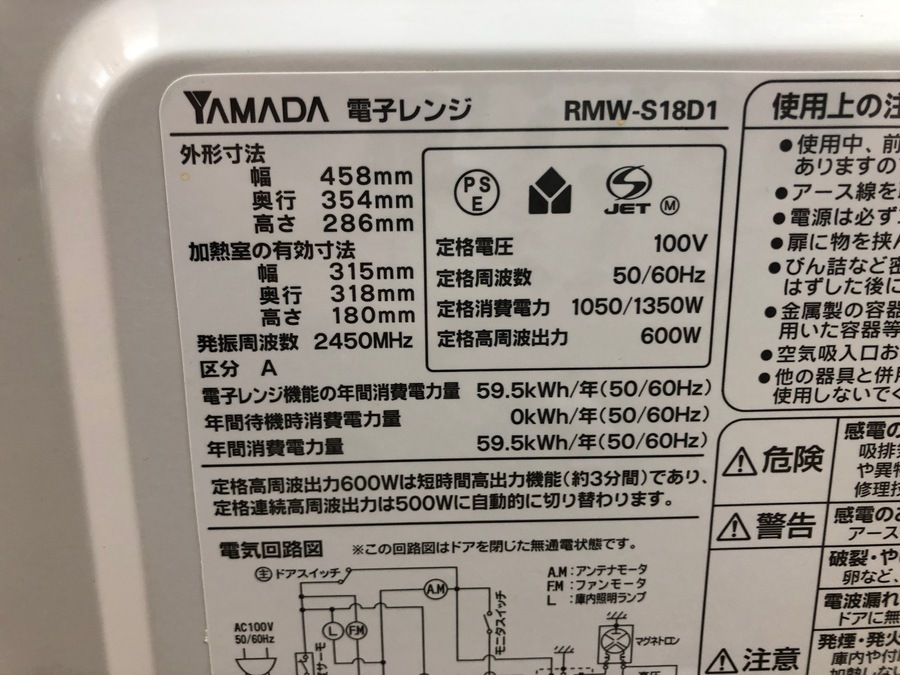 YAMADA 電子レンジ RMW-S18D1
外形寸法
幅 458mm
奥行 354mm
高さ 286mm
加熱室の有効寸法
幅 315mm
奥行 318mm
高さ 180mm
発振周波数 2450MHz
区分 A
PS
E
JET M
定格電圧 100V
定格周波数 50/60Hz
定格消費電力 1050/1350W
定格高周波出力 600W
電子レンジ機能の年間消費電力量 59.5kWh/年(50/60Hz)
年間待機時消費電力量 0kWh/年(50/60Hz)
年間消費電力量 59.5kWh/年(50/60Hz)
定格高周波出力600Wは短時間高出力機能(約3分間)であり、
定格連続高周波出力は500Wに自動的に切り替わります。
電気回路図 ※この回路図はドアを閉じた無通電状態です。
主 ドアスイッチ
A.M
A.M:アンテナモータ
F.M:ファンモータ
L :庫内照明ランプ
AC100V
50/60Hz
L
F.M
モニタスイッチ
マグネトロン
使用上の
●使用中、前
ありますの
●アース線を
●電源は必ず
●扉に物を挟
●びん詰など
はずした後に
●金属製の容器
用いた容器等
●空気吸入口お
●他の器具と併
使用しないで
危険
感電の
吸排
や異物
修理技
警告
感電の
アース
注意
破裂・や
卵など、
電波漏れ
ドアに無
発煙・発火
庫内や付
加熱しない